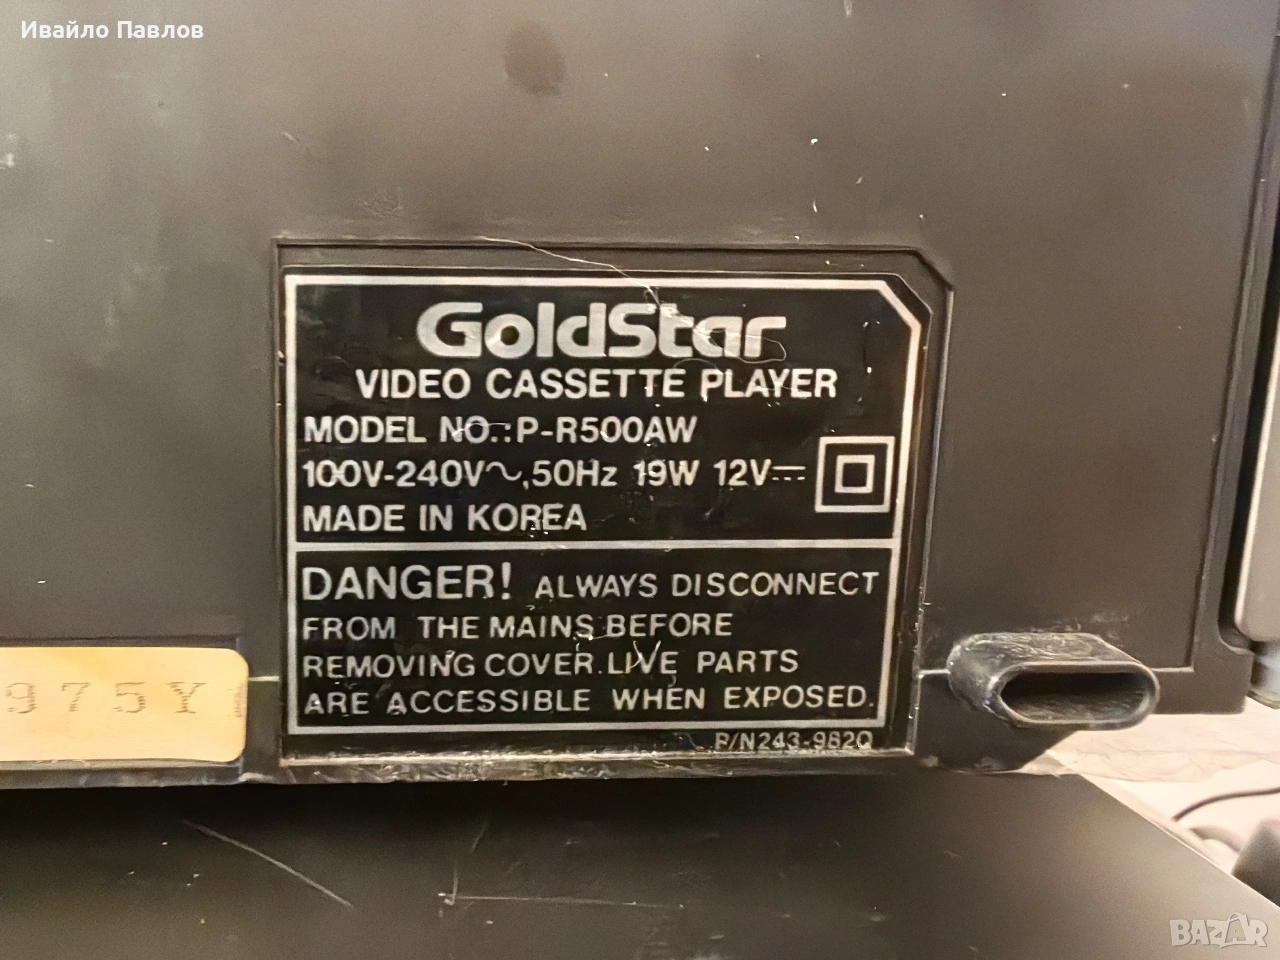 Ивайло Павлов
GoldStar
VIDEO CASSETTE PLAYER
MODEL NO.:P-R500AW
100V-240V~,50Hz 19W 12V⎓
MADE IN KOREA
DANGER! ALWAYS DISCONNECT
FROM THE MAINS BEFORE
REMOVING COVER.LIVE PARTS
ARE ACCESSIBLE WHEN EXPOSED.
P/N243-982Q
975Y
BAZAR